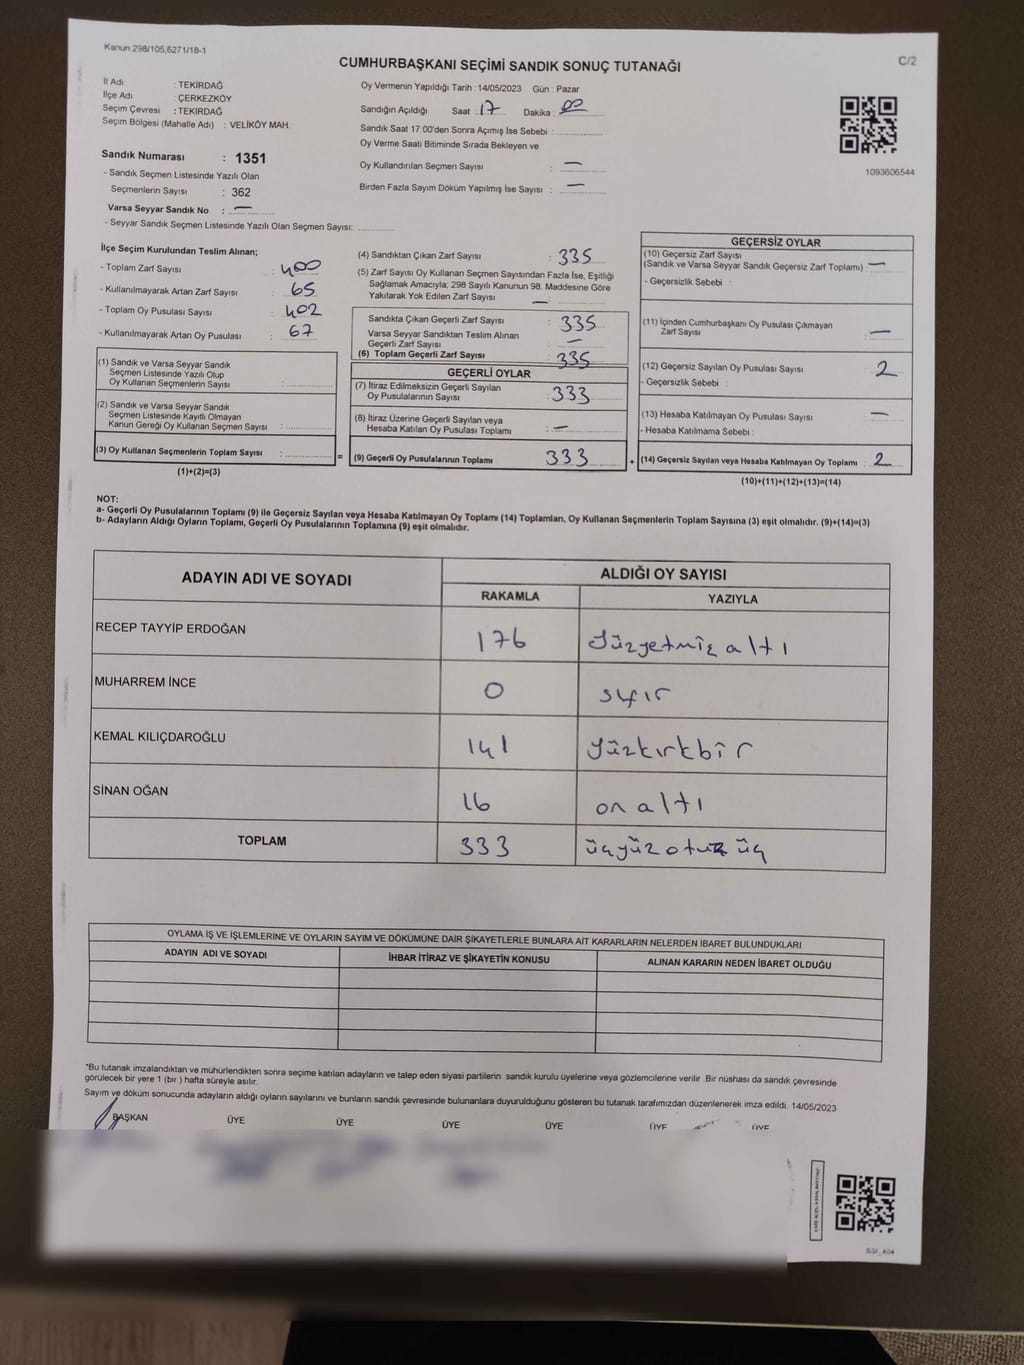 Kanun 298/105,6271/18-1
C/2
CUMHURBAŞKANI SEÇİMİ SANDIK SONUÇ TUTANAĞI
İl Adı : TEKİRDAĞ
İlçe Adı : ÇERKEZKÖY
Seçim Çevresi : TEKİRDAĞ
Seçim Bölgesi (Mahalle Adı) : VELİKÖY MAH.
Sandık Numarası : 1351
- Sandık Seçmen Listesinde Yazılı Olan
Seçmenlerin Sayısı : 362
Varsa Seyyar Sandık No : —
- Seyyar Sandık Seçmen Listesinde Yazılı Olan Seçmen Sayısı:
Oy Vermenin Yapıldığı Tarih : 14/05/2023 Gün : Pazar
Sandığın Açıldığı Saat : 17 Dakika : 00
Sandık Saat 17:00'den Sonra Açımış İse Sebebi :
Oy Verme Saati Bitiminde Sırada Bekleyen ve
Oy Kullandırılan Seçmen Sayısı : —
Birden Fazla Sayım Döküm Yapılmış İse Sayısı : —
1093606544
İlçe Seçim Kurulundan Teslim Alınan;
- Toplam Zarf Sayısı : 400
- Kullanılmayarak Artan Zarf Sayısı : 65
- Toplam Oy Pusulası Sayısı : 402
- Kullanılmayarak Artan Oy Pusulası : 67
(1) Sandık ve Varsa Seyyar Sandık
Seçmen Listesinde Yazılı Olup
Oy Kullanan Seçmenlerin Sayısı :
(2) Sandık ve Varsa Seyyar Sandık
Seçmen Listesinde Kayıtlı Olmayan
Kanun Gereği Oy Kullanan Seçmen Sayısı :
(3) Oy Kullanan Seçmenlerin Toplam Sayısı :
(1)+(2)=(3)
=
(4) Sandıktan Çıkan Zarf Sayısı : 335
(5) Zarf Sayısı Oy Kullanan Seçmen Sayısından Fazla İse, Eşitliği
Sağlamak Amacıyla; 298 Sayılı Kanunun 98. Maddesine Göre
Yakılarak Yok Edilen Zarf Sayısı : —
Sandıkta Çıkan Geçerli Zarf Sayısı : 335
Varsa Seyyar Sandıktan Teslim Alınan
Geçerli Zarf Sayısı : —
(6) Toplam Geçerli Zarf Sayısı : 335
GEÇERLİ OYLAR
(7) İtiraz Edilmeksizin Geçerli Sayılan
Oy Pusulalarının Sayısı : 333
(8) İtiraz Üzerine Geçerli Sayılan veya
Hesaba Katılan Oy Pusulası Toplamı : —
(9) Geçerli Oy Pusulalarının Toplamı 333
+
GEÇERSİZ OYLAR
(10) Geçersiz Zarf Sayısı
(Sandık ve Varsa Seyyar Sandık Geçersiz Zarf Toplamı) : —
- Geçersizlik Sebebi :
(11) İçinden Cumhurbaşkanı Oy Pusulası Çıkmayan
Zarf Sayısı : —
(12) Geçersiz Sayılan Oy Pusulası Sayısı : 2
- Geçersizlik Sebebi :
(13) Hesaba Katılmayan Oy Pusulası Sayısı : —
- Hesaba Katılmama Sebebi :
(14) Geçersiz Sayılan veya Hesaba Katılmayan Oy Toplamı : 2
(10)+(11)+(12)+(13)=(14)
NOT:
a- Geçerli Oy Pusulalarının Toplamı (9) ile Geçersiz Sayılan veya Hesaba Katılmayan Oy Toplamı (14) Toplamları, Oy Kullanan Seçmenlerin Toplam Sayısına (3) eşit olmalıdır. (9)+(14)=(3)
b- Adayların Aldığı Oyların Toplamı, Geçerli Oy Pusulalarının Toplamına (9) eşit olmalıdır.
ADAYIN ADI VE SOYADI
ALDIĞI OY SAYISI
RAKAMLA YAZIYLA
RECEP TAYYİP ERDOĞAN 176 yüzyetmiş altı
MUHARREM İNCE 0 sıfır
KEMAL KILIÇDAROĞLU 141 yüzkırkbir
SİNAN OĞAN 16 on altı
TOPLAM 333 üçyüz otuz üç
OYLAMA İŞ VE İŞLEMLERİNE VE OYLARIN SAYIM VE DÖKÜMÜNE DAİR ŞİKAYETLERLE BUNLARA AİT KARARLARIN NELERDEN İBARET BULUNDUKLARI
ADAYIN ADI VE SOYADI İHBAR İTİRAZ VE ŞİKAYETİN KONUSU ALINAN KARARIN NEDEN İBARET OLDUĞU
*Bu tutanak imzalandıktan ve mühürlendikten sonra seçime katılan adayların ve talep eden siyasi partilerin sandık kurulu üyelerine veya gözlemcilerine verilir. Bir nüshası da sandık çevresinde
görülecek bir yere 1 (bir ) hafta süreyle asılır.
Sayım ve döküm sonucunda adayların aldığı oyların sayılarını ve bunların sandık çevresinde bulunanlara duyurulduğunu gösteren bu tutanak tarafımızdan düzenlenerek imza edildi. 14/05/2023
BAŞKAN ÜYE ÜYE ÜYE ÜYE ÜYE ÜYE